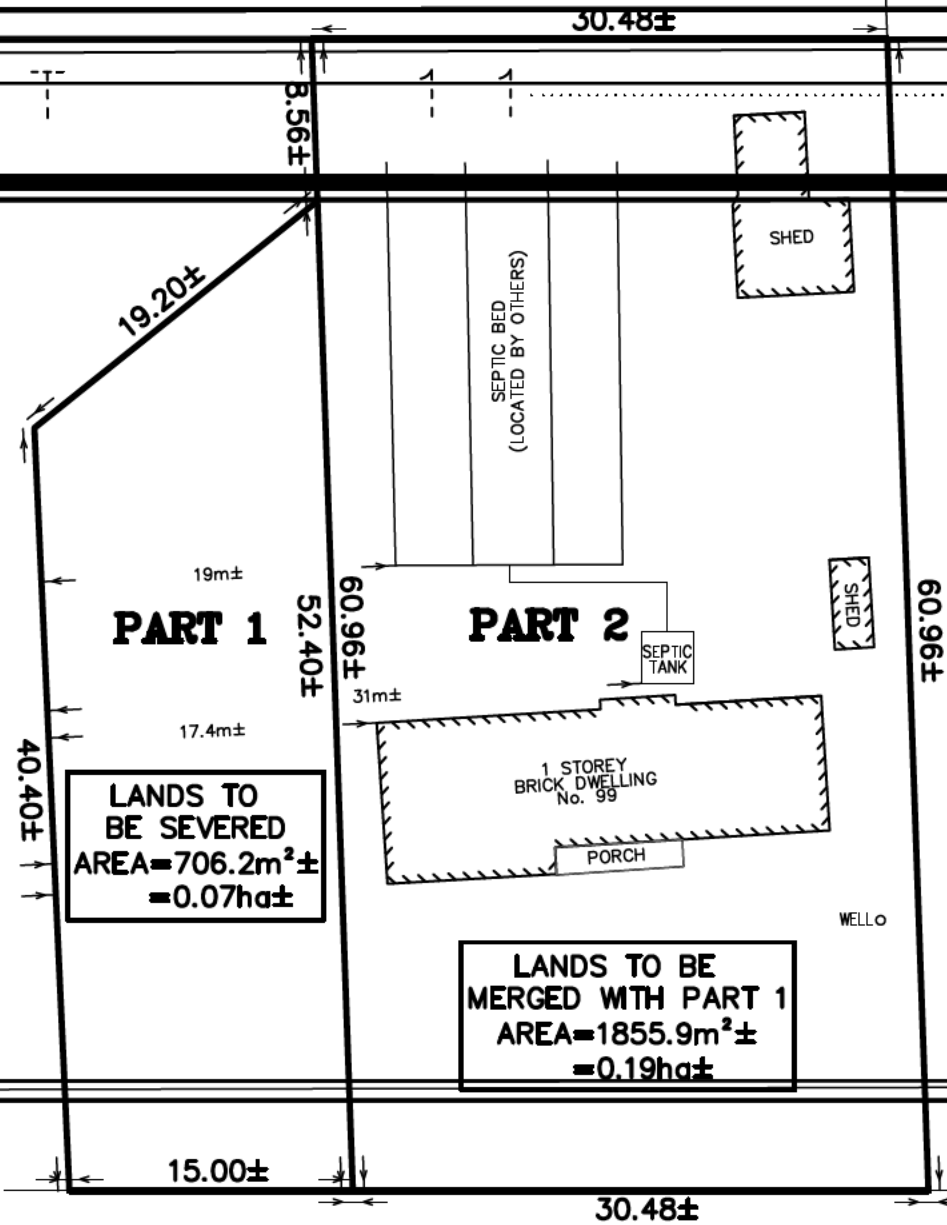 30.48±
8.56±
19.20±
SHED
SEPTIC BED
(LOCATED BY OTHERS)
19m±
PART 1
52.40±
60.96±
PART 2
SHED
60.96±
SEPTIC
TANK
31m±
17.4m±
40.40±
1 STOREY
BRICK DWELLING
No. 99
PORCH
LANDS TO
BE SEVERED
AREA=706.2m²±
=0.07ha±
WELL
LANDS TO BE
MERGED WITH PART 1
AREA=1855.9m²±
=0.19ha±
15.00±
30.48±